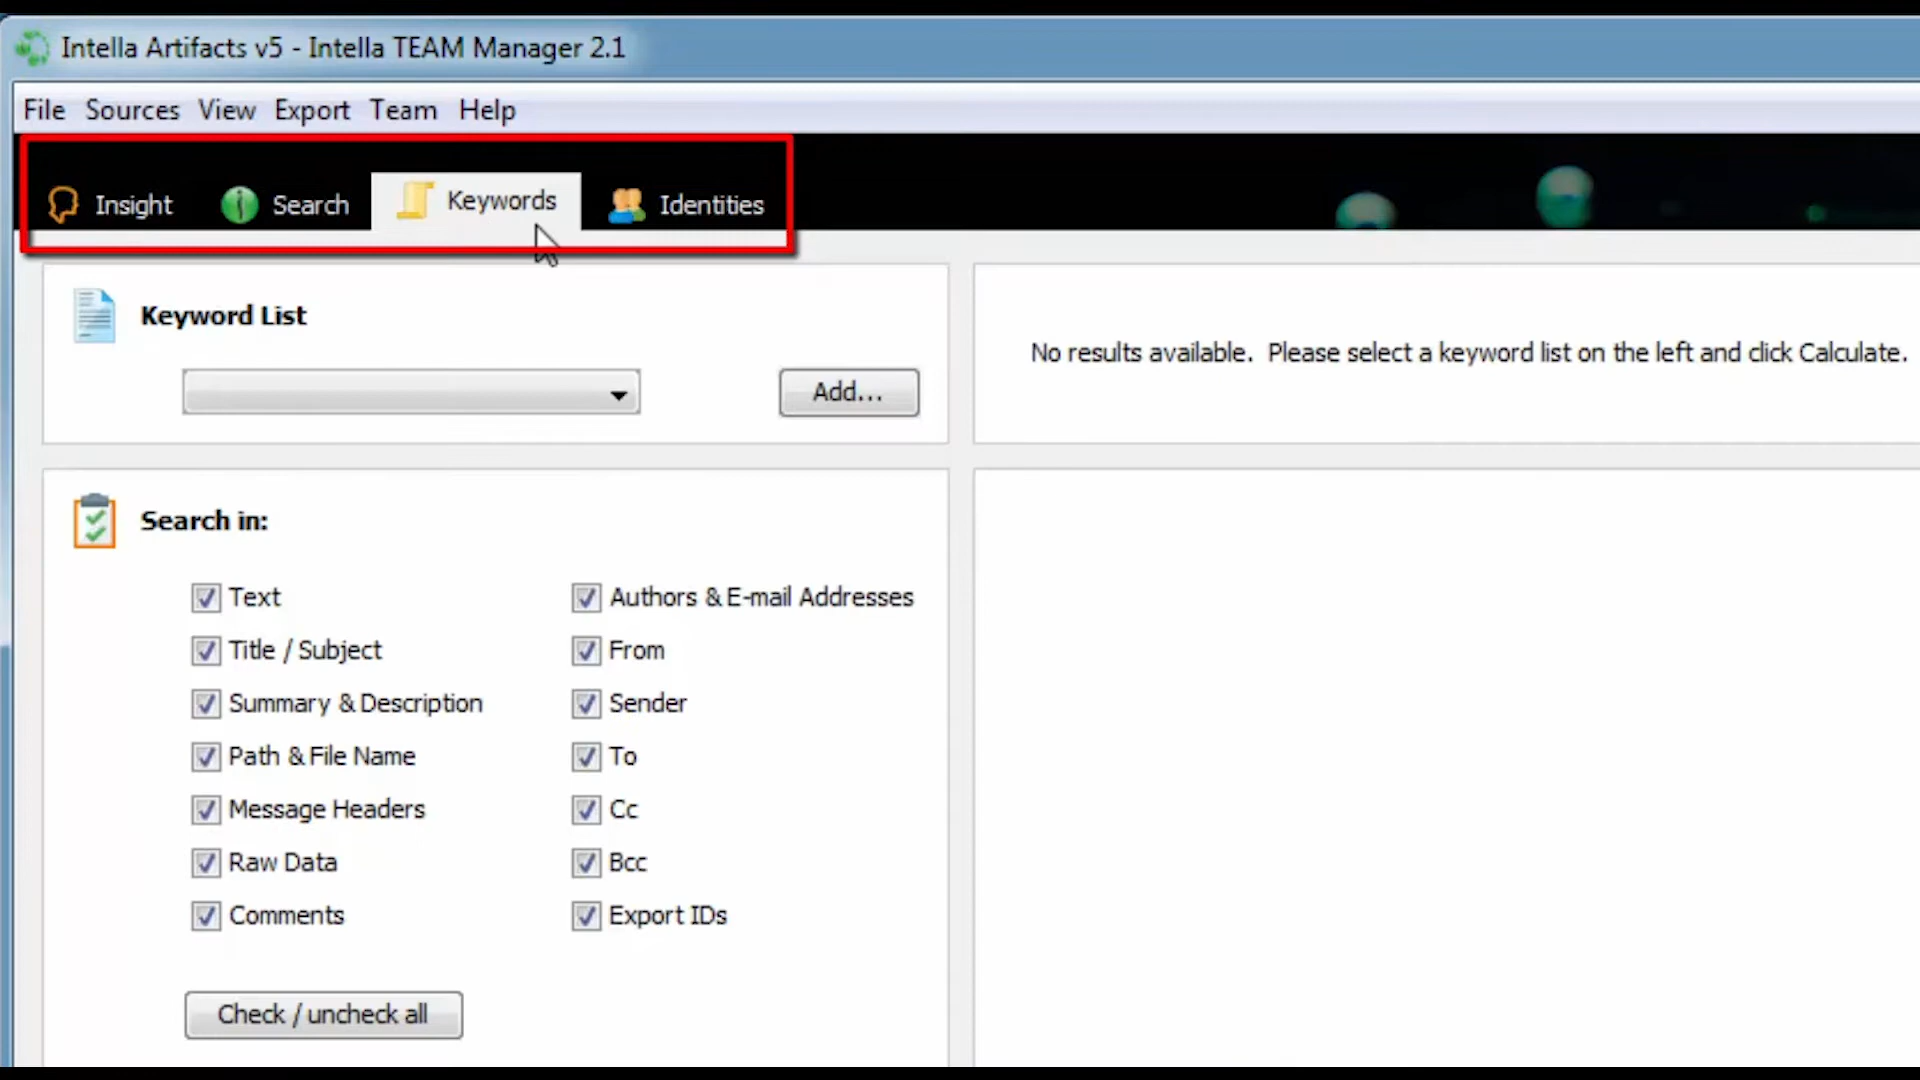 Intella Artifacts v5 - Intella TEAM Manager 2.1
File Sources View Export Team Help
Insight Search Keywords Identities
Keyword List
Add...
No results available. Please select a keyword list on the left and click Calculate.
Search in:
Text Authors & E-mail Addresses
Title / Subject From
Summary & Description Sender
Path & File Name To
Message Headers Cc
Raw Data Bcc
Comments Export IDs
Check / uncheck all